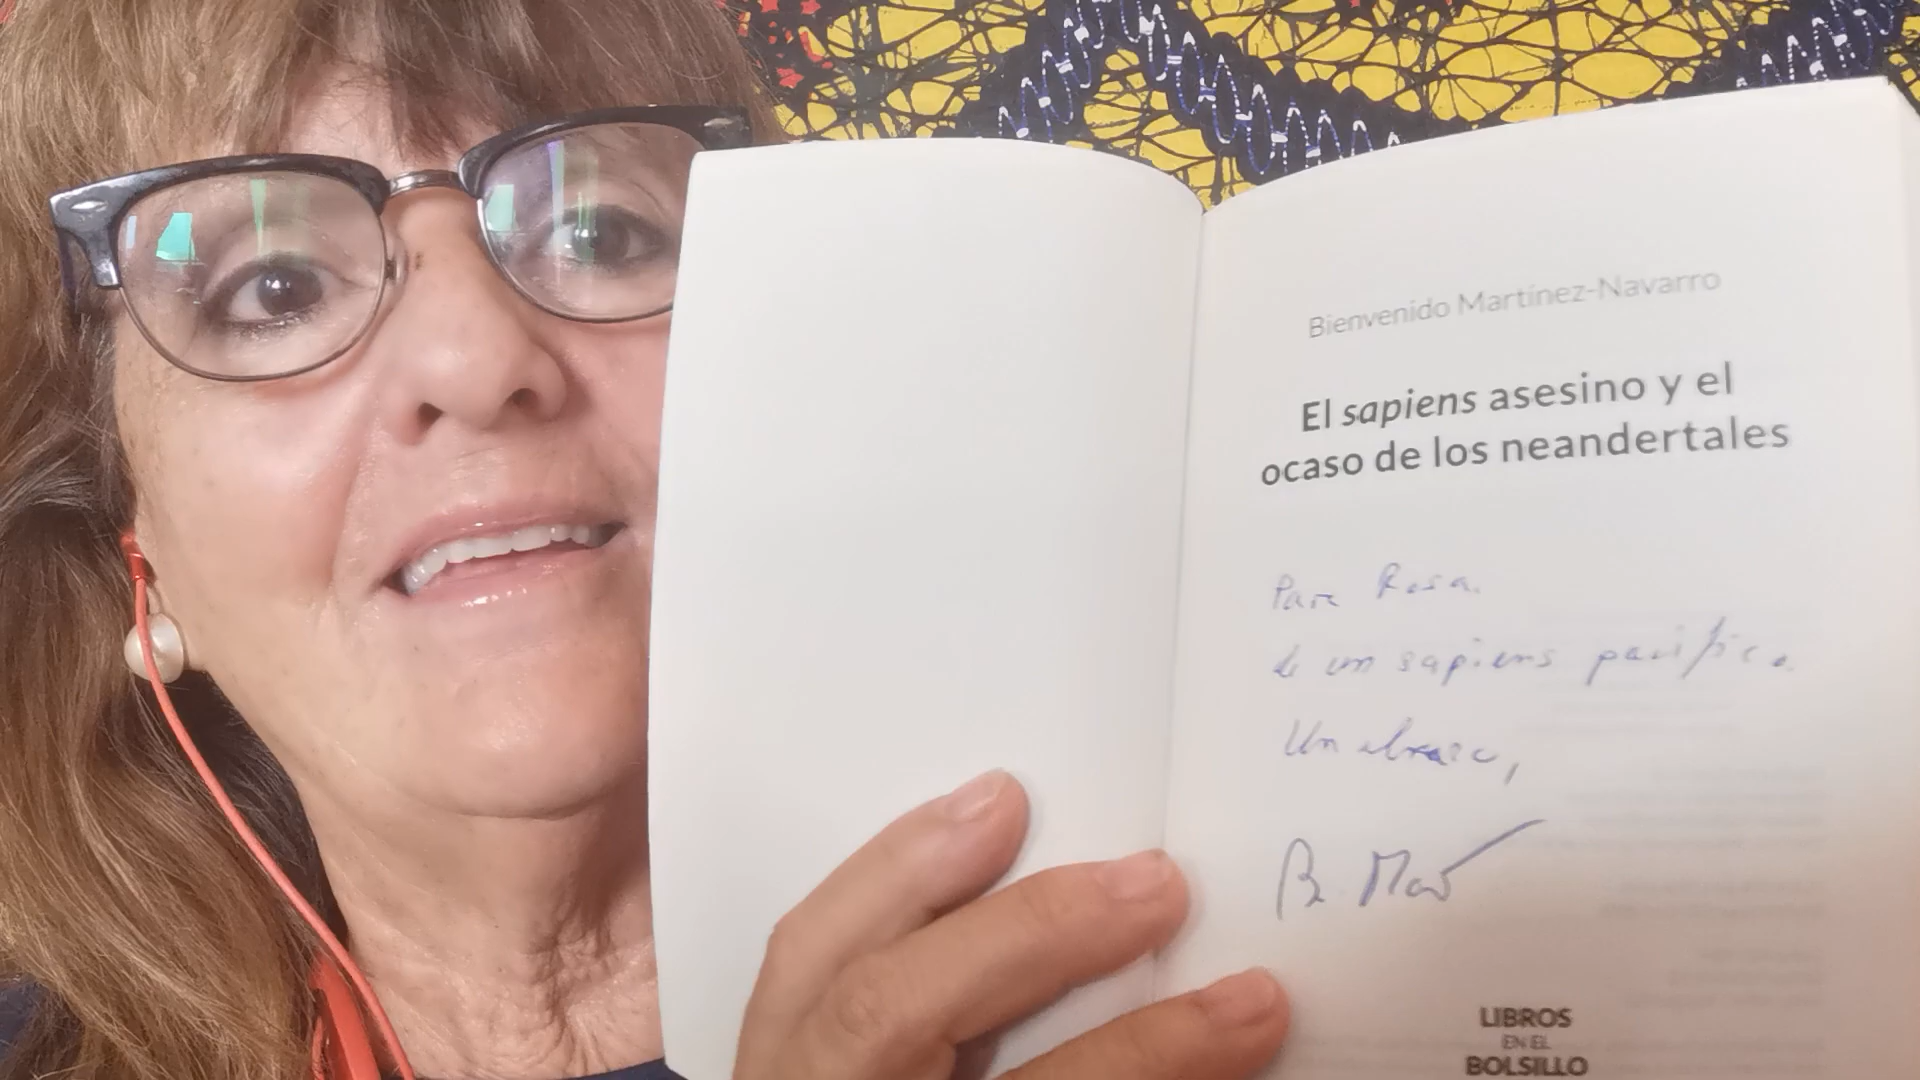 Bienvenido Martínez-Navarro
El sapiens asesino y el
ocaso de los neandertales
Para Rosa.
de un sapiens pacífico.
Un abrazo,
B. Mar
LIBROS
EN EL
BOLSILLO